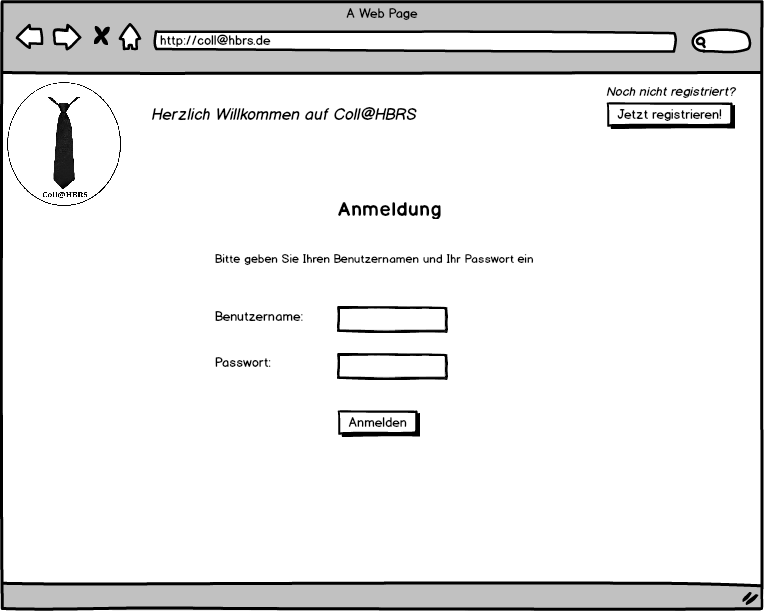 A Web Page
http://coll@hbrs.de
Noch nicht registriert?
Jetzt registrieren!
Herzlich Willkommen auf Coll@HBRS
Coll@HBRS
Anmeldung
Bitte geben Sie Ihren Benutzernamen und Ihr Passwort ein
Benutzername:
Passwort:
Anmelden